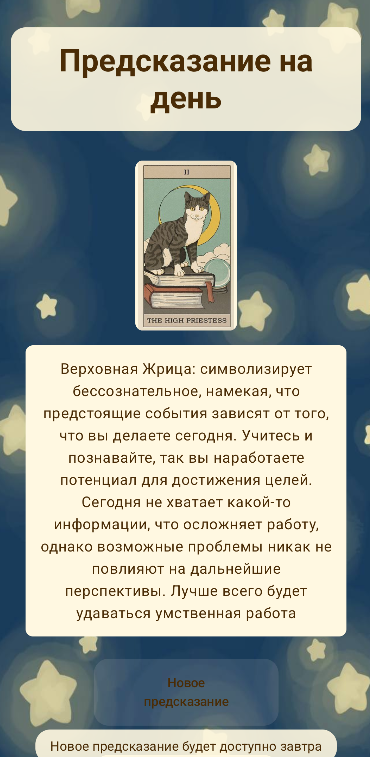 Предсказание на
день
II
THE HIGH PRIESTESS
Верховная Жрица: символизирует
бессознательное, намекая, что
предстоящие события зависят от того,
что вы делаете сегодня. Учитесь и
познавайте, так вы наработаете
потенциал для достижения целей.
Сегодня не хватает какой-то
информации, что осложняет работу,
однако возможные проблемы никак не
повлияют на дальнейшие
перспективы. Лучше всего будет
удаваться умственная работа
Новое
предсказание
Новое предсказание будет доступно завтра